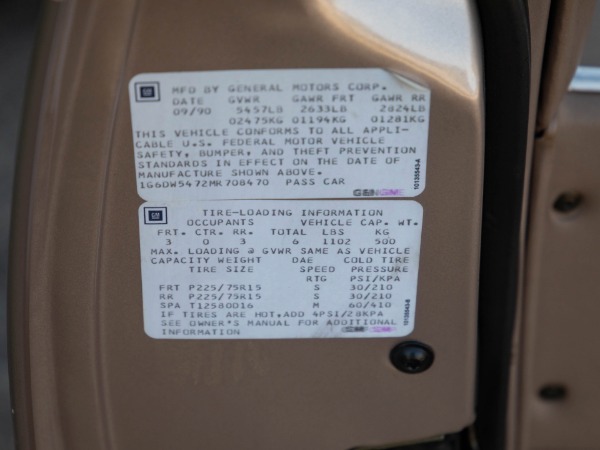 GM
MFD BY GENERAL MOTORS CORP.
DATE GVWR GAWR FRT GAWR RR
09/90 5457LB 2633LB 2824LB
02475KG 01194KG 01281KG
THIS VEHICLE CONFORMS TO ALL APPLI-
CABLE U.S. FEDERAL MOTOR VEHICLE
SAFETY, BUMPER, AND THEFT PREVENTION
STANDARDS IN EFFECT ON THE DATE OF
MANUFACTURE SHOWN ABOVE.
1G6DW5472MR708470 PASS CAR
GM
TIRE-LOADING INFORMATION
OCCUPANTS VEHICLE CAP. WT.
FRT. CTR. RR. TOTAL LBS KG
3 0 3 6 1102 500
MAX. LOADING @ GVWR SAME AS VEHICLE
CAPACITY WEIGHT DAE COLD TIRE
TIRE SIZE SPEED PRESSURE
RTG PSI/KPA
FRT P225/75R15 S 30/210
RR P225/75R15 S 30/210
SPA T12580D16 M 60/410
IF TIRES ARE HOT,ADD 4PSI/28KPA
SEE OWNER'S MANUAL FOR ADDITIONAL
INFORMATION